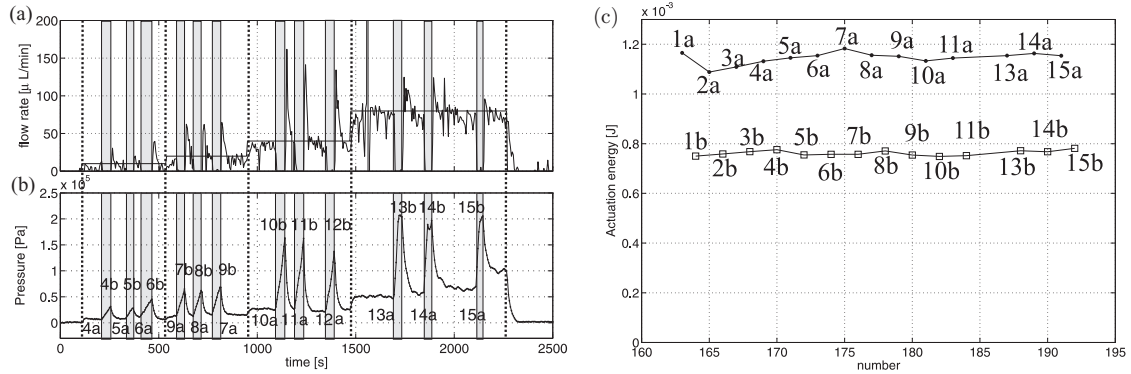 (a)
200
150
100
50
0
flow rate [μ L/min]
(b)
x 10^5
2.5
2
1.5
1
0.5
0
Pressure [Pa]
13b 14b 15b
10b 11b 12b
4b 5b 6b 7b 8b 9b
4a 5a 6a 9a 8a 7a 10a 11a 12a 13a 14a 15a
0 500 1000 1500 2000 2500
time [s]
(c)
x 10^-3
1.2
1
0.8
0.6
0.4
0.2
0
Actuation energy [J]
1a 2a 3a 4a 5a 6a 7a 8a 9a 10a 11a 13a 14a 15a
1b 2b 3b 4b 5b 6b 7b 8b 9b 10b 11b 13b 14b 15b
160 165 170 175 180 185 190 195
number